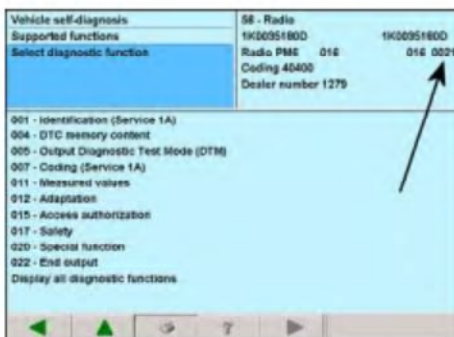 Vehicle self-diagnosis
Supported functions
Select diagnostic function
56 - Radio
1K0035180D 1K0035180D
Radio PM6 016 016 0021
Coding 40400
Dealer number 1279
001 - Identification (Service 1A)
004 - DTC memory content
005 - Output Diagnostic Test Mode (DTM)
007 - Coding (Service 1A)
011 - Measured values
012 - Adaptation
015 - Access authorization
017 - Safety
020 - Special function
022 - End output
Display all diagnostic functions
?